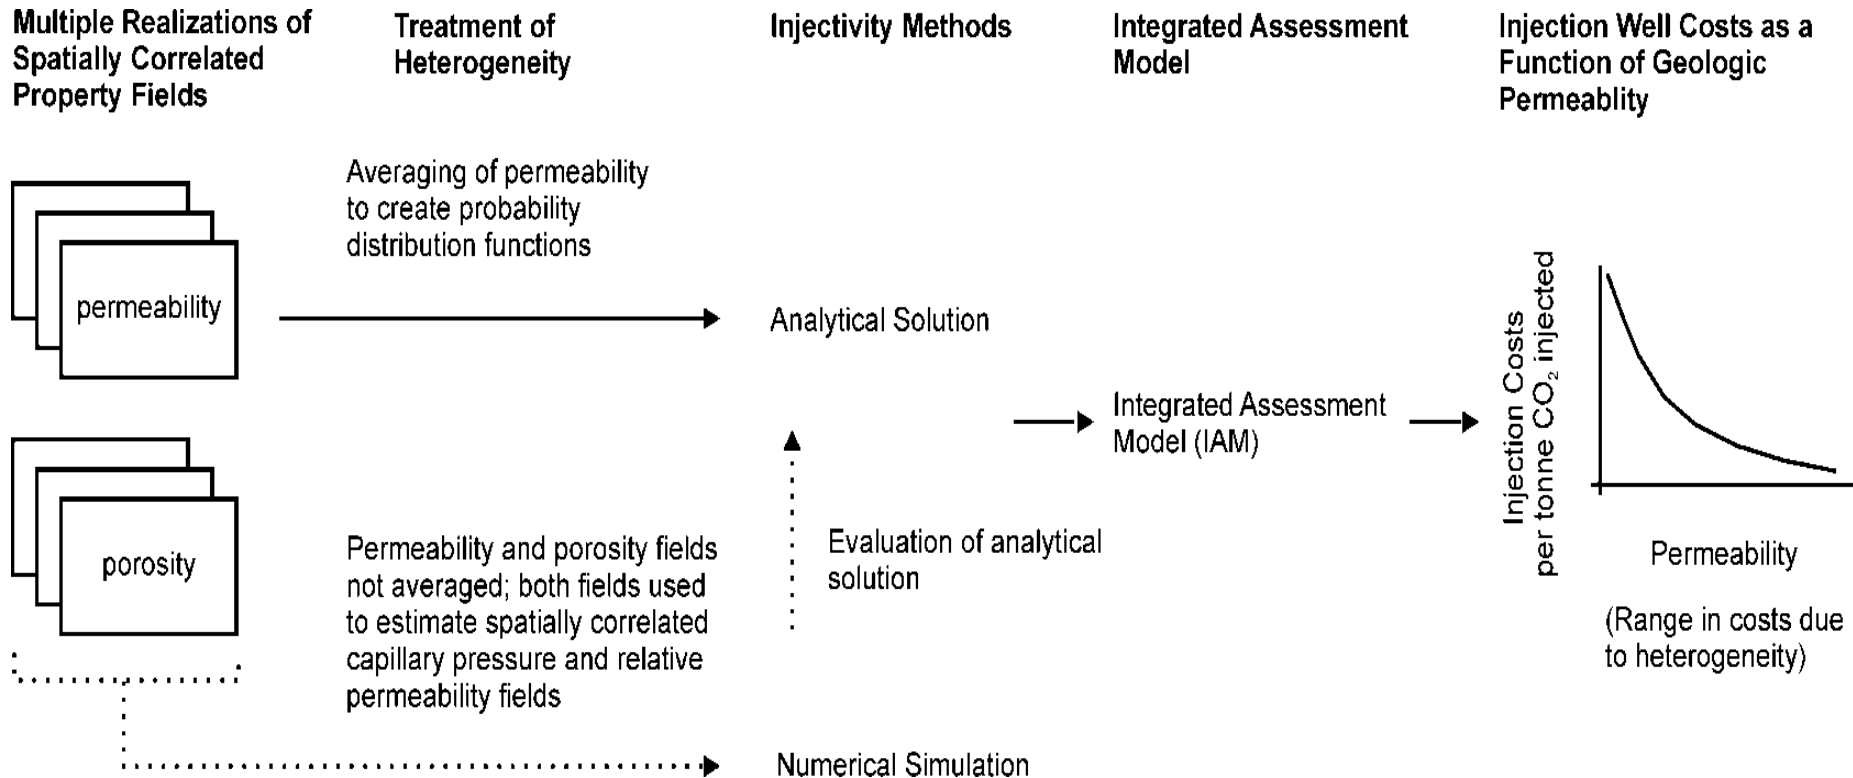 Multiple Realizations of
Spatially Correlated
Property Fields
Treatment of
Heterogeneity
Injectivity Methods
Integrated Assessment
Model
Injection Well Costs as a
Function of Geologic
Permeablity
permeability
Averaging of permeability
to create probability
distribution functions
Analytical Solution
porosity
Permeability and porosity fields
not averaged; both fields used
to estimate spatially correlated
capillary pressure and relative
permeability fields
Evaluation of analytical
solution
Numerical Simulation
Integrated Assessment
Model (IAM)
Injection Costs
per tonne CO₂ injected
Permeability
(Range in costs due
to heterogeneity)